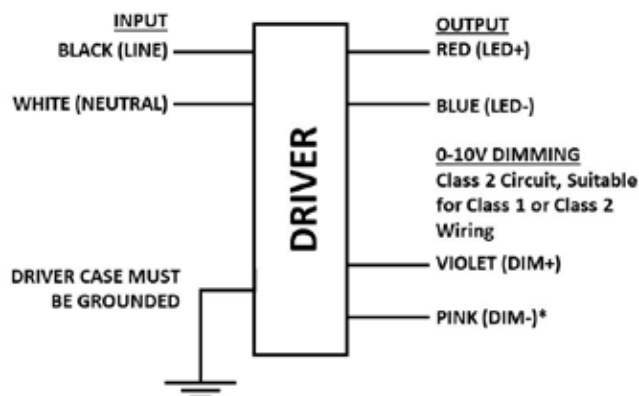 INPUT
BLACK (LINE)
WHITE (NEUTRAL)
DRIVER CASE MUST
BE GROUNDED
DRIVER
OUTPUT
RED (LED+)
BLUE (LED-)
0-10V DIMMING
Class 2 Circuit, Suitable
for Class 1 or Class 2
Wiring
VIOLET (DIM+)
PINK (DIM-)*